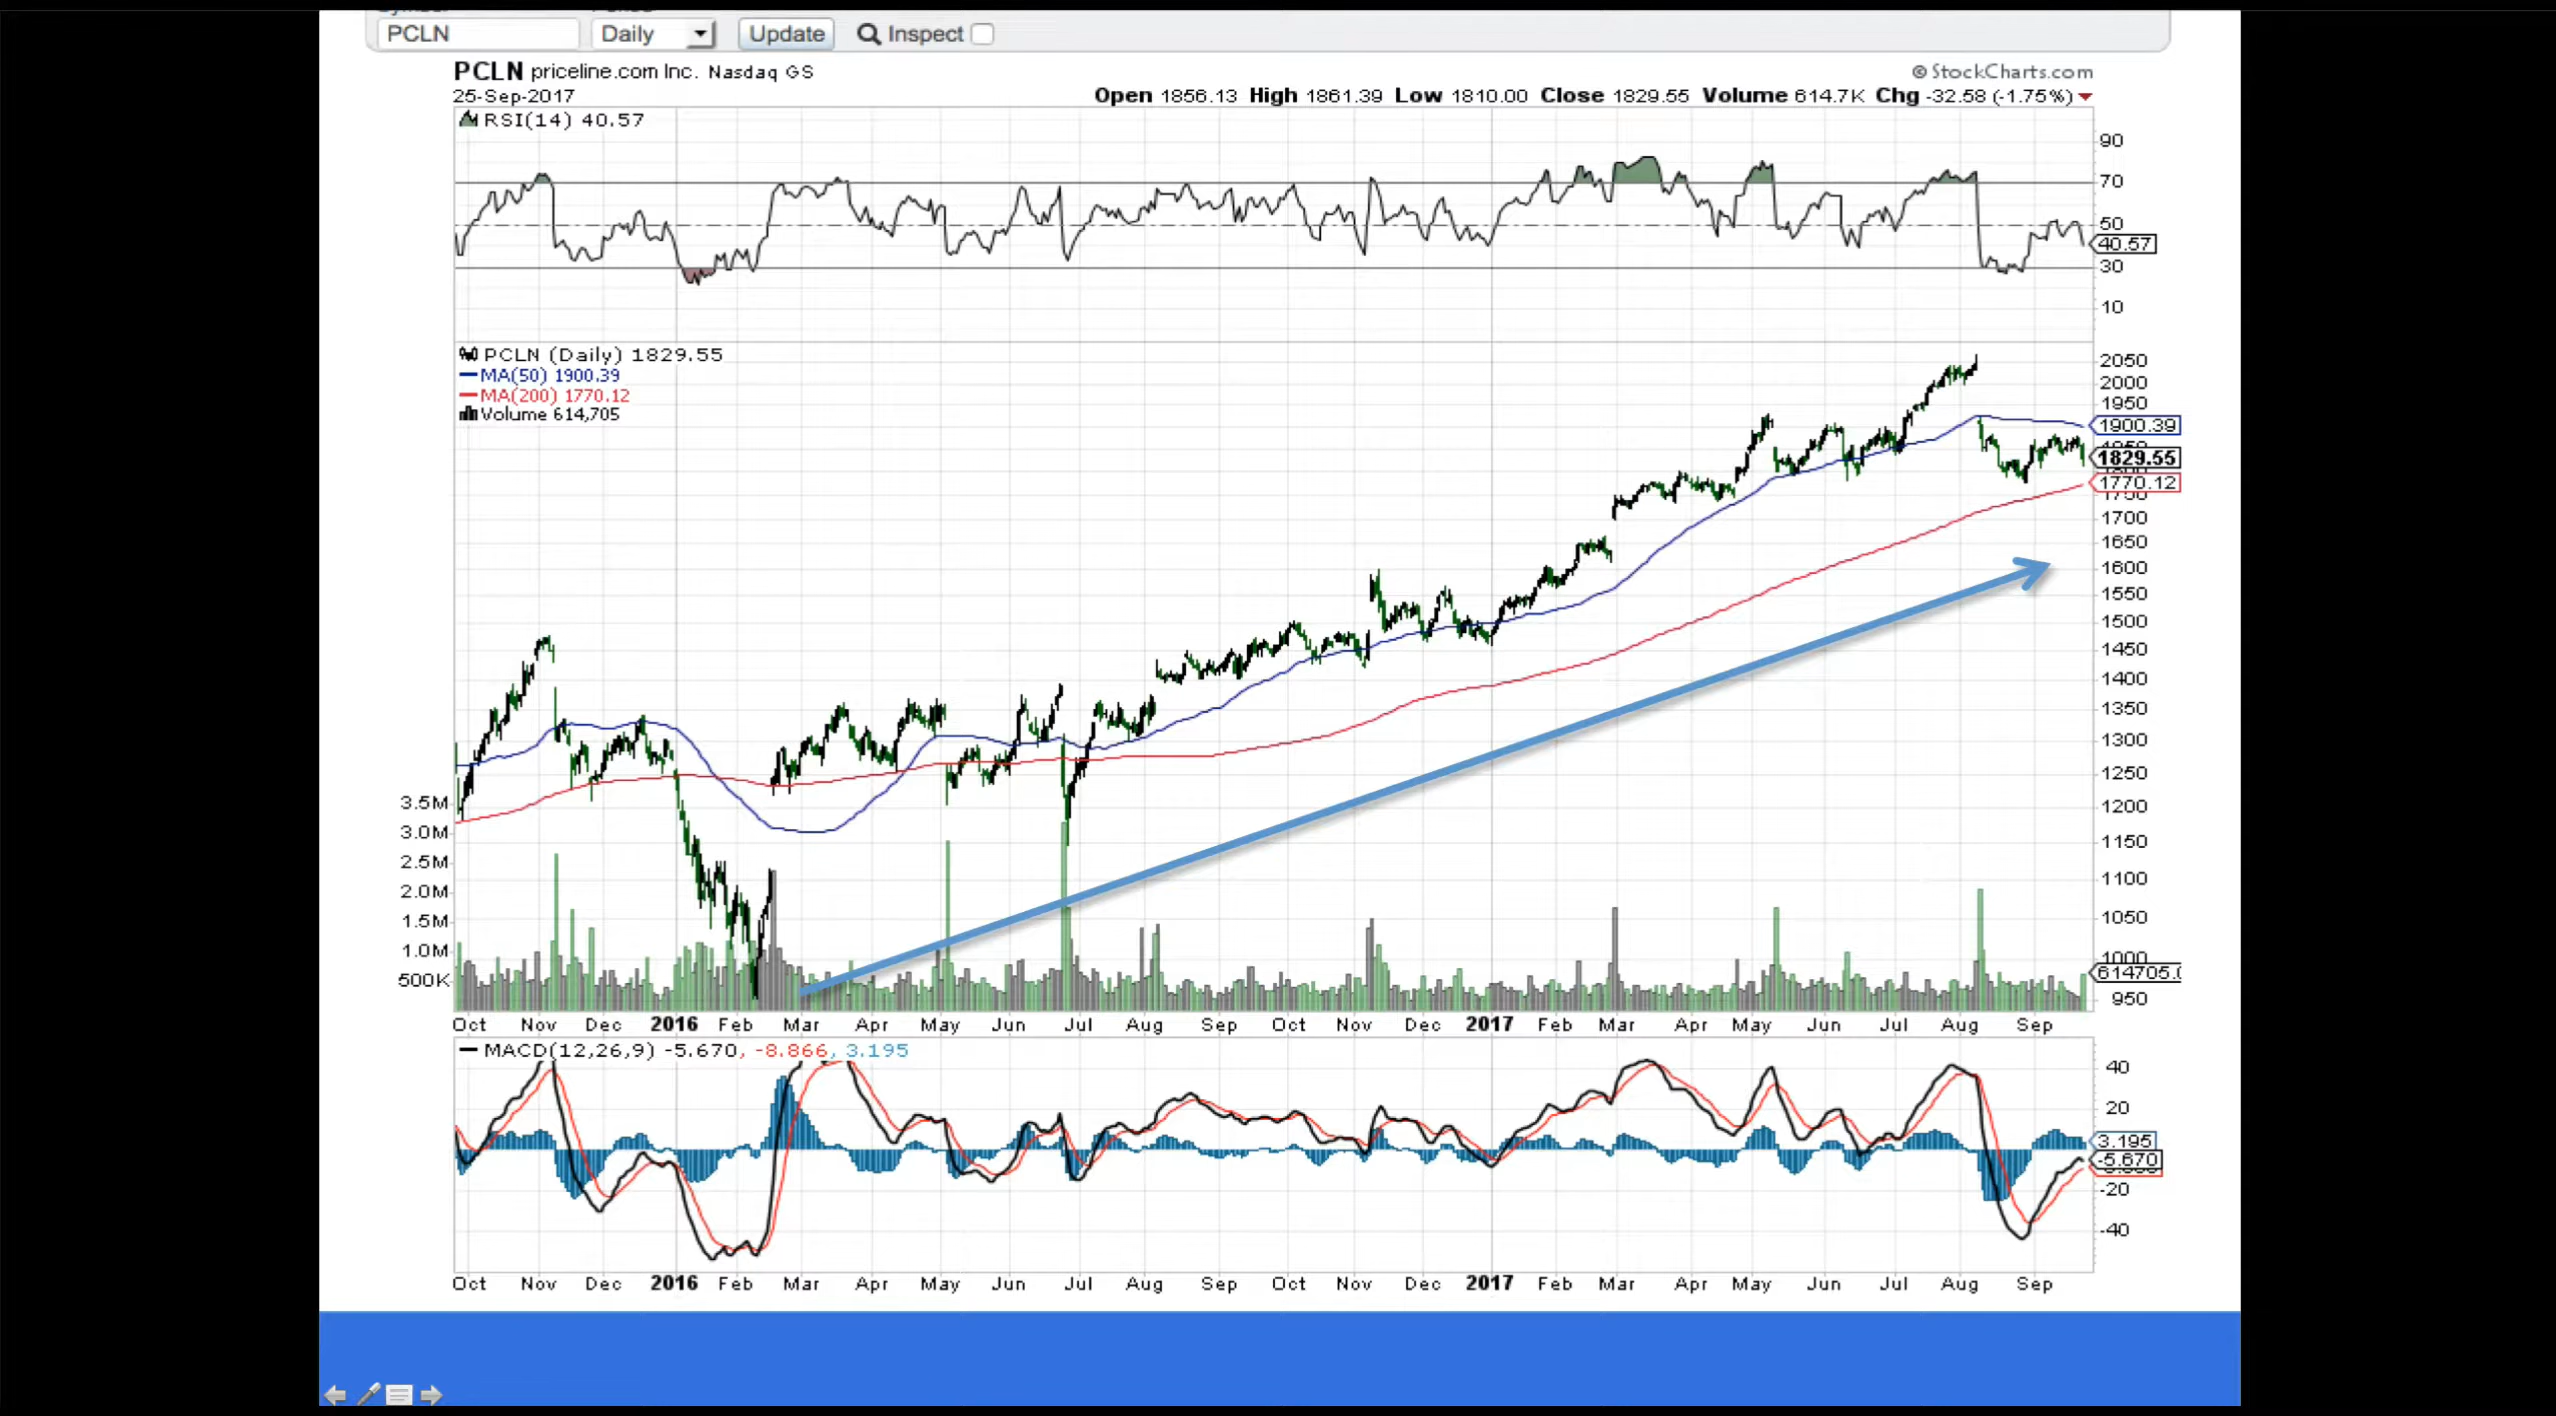 PCLN Daily Update Inspect
PCLN priceline.com Inc. Nasdaq GS © StockCharts.com
25-Sep-2017 Open 1856.13 High 1861.39 Low 1810.00 Close 1829.55 Volume 614.7K Chg -32.58 (-1.75%)
RSI(14) 40.57
90
70
50
40.57
30
10
PCLN (Daily) 1829.55
MA(50) 1900.39
MA(200) 1770.12
Volume 614,705
2050
2000
1950
1900.39
1829.55
1770.12
1750
1700
1650
1600
1550
1500
1450
1400
1350
1300
1250
1200
1150
1100
1050
1000
614705.0
950
3.5M
3.0M
2.5M
2.0M
1.5M
1.0M
500K
Oct Nov Dec 2016 Feb Mar Apr May Jun Jul Aug Sep Oct Nov Dec 2017 Feb Mar Apr May Jun Jul Aug Sep
MACD(12,26,9) -5.670, -8.866, 3.195
40
20
3.195
-5.670
-20
-40
Oct Nov Dec 2016 Feb Mar Apr May Jun Jul Aug Sep Oct Nov Dec 2017 Feb Mar Apr May Jun Jul Aug Sep